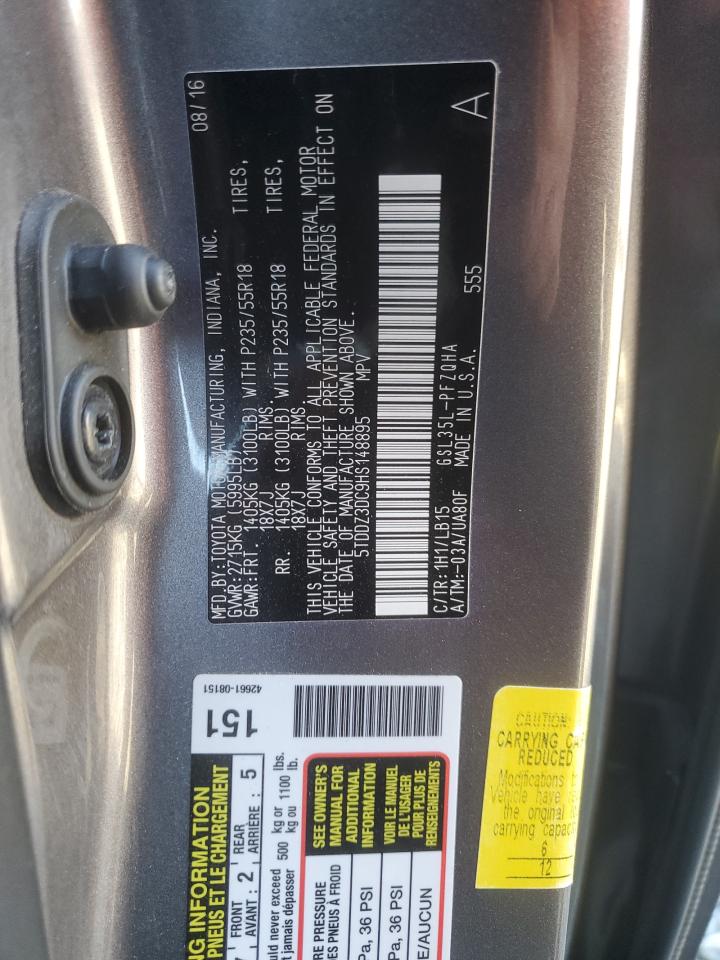 MFD.BY:TOYOTA MOTOR MANUFACTURING, INDIANA, INC. 08/16
GVWR:2715KG (5995LB)
GAWR:FRT. 1405KG (3100LB) WITH P235/55R18 TIRES,
18X7J RIMS
RR. 1405KG (3100LB) WITH P235/55R18 TIRES,
18X7J RIMS
THIS VEHICLE CONFORMS TO ALL APPLICABLE FEDERAL MOTOR
VEHICLE SAFETY AND THEFT PREVENTION STANDARDS IN EFFECT ON
THE DATE OF MANUFACTURE SHOWN ABOVE.
5TDDZ3DC9HS148895 MPV
C/TR:1H1/LB15 GSL35L-PFZQHA 555 A
A/TM:-03A/UA80F MADE IN U.S.A.
NG INFORMATION 151
PNEUS ET LE CHARGEMENT 42661-08151
FRONT AVANT : 2 REAR ARRIÈRE : 5
uld never exceed 500 kg or 1100 lbs.
t jamais dépasser kg ou lb.
RE PRESSURE
ES PNEUS À FROID
Pa, 36 PSI
Pa, 36 PSI
E/AUCUN
SEE OWNER'S
MANUAL FOR
ADDITIONAL
INFORMATION
VOIR LE MANUEL
DE L'USAGER
POUR PLUS DE
RENSEIGNEMENTS
CAUTION:
CARRYING CA
REDUCED
Modifications to
Vehicle have
the original
carrying capac
6
12